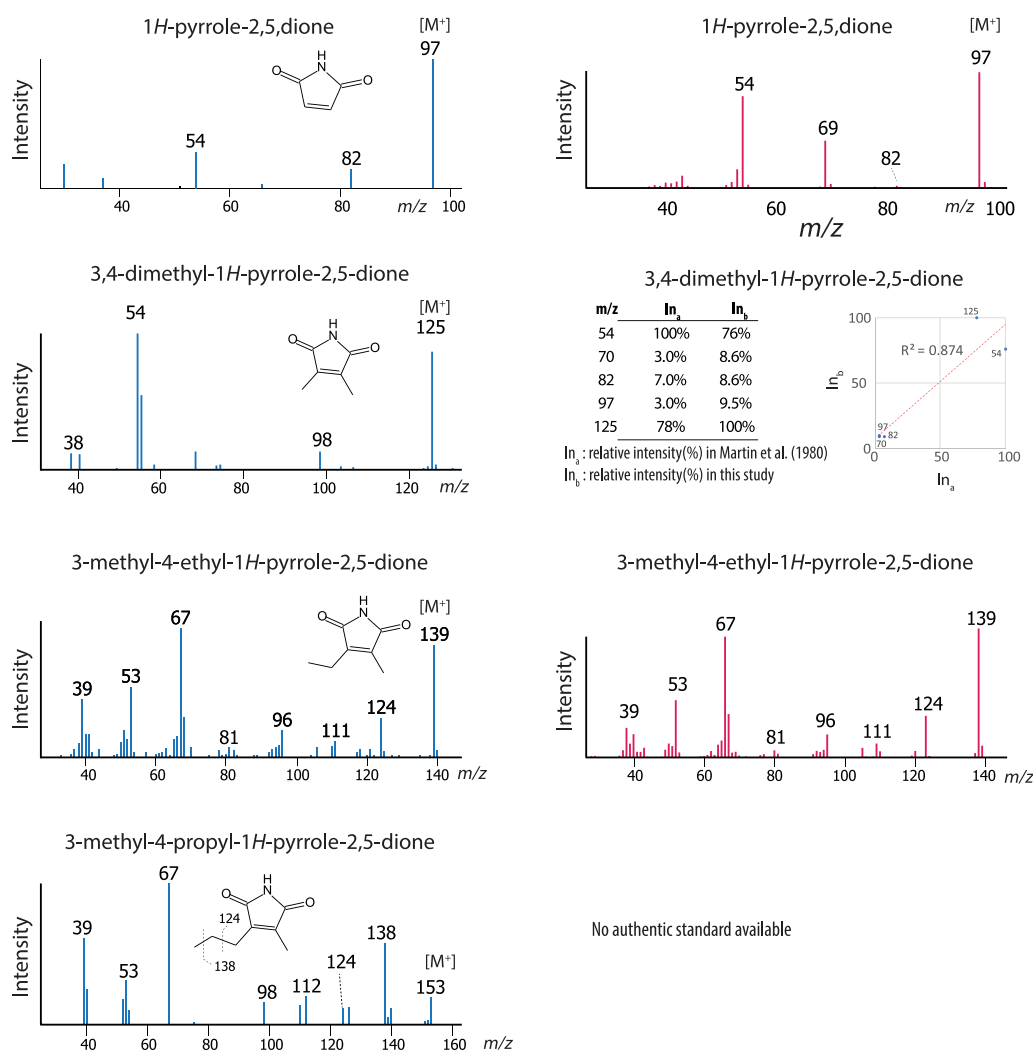 1H-pyrrole-2,5,dione
[M⁺]
97
Intensity
H
N
O
O
54
82
40
60
80
m/z
100
1H-pyrrole-2,5,dione
[M⁺]
97
Intensity
54
69
82
40
60
80
m/z
100
m/z
3,4-dimethyl-1H-pyrrole-2,5-dione
[M⁺]
54
125
Intensity
H
N
O
O
38
98
40
60
80
100
120
m/z
3,4-dimethyl-1H-pyrrole-2,5-dione
m/z Inₐ In_b
54 100% 76%
70 3.0% 8.6%
82 7.0% 8.6%
97 3.0% 9.5%
125 78% 100%
Inₐ : relative intensity(%) in Martin et al. (1980)
In_b : relative intensity(%) in this study
100
125
R² = 0.874
54
In_b
50
97
82
70
0
0
50
100
Inₐ
3-methyl-4-ethyl-1H-pyrrole-2,5-dione
[M⁺]
67
139
Intensity
H
N
O
O
39
53
81
96
111
124
40
60
80
100
120
140
m/z
3-methyl-4-ethyl-1H-pyrrole-2,5-dione
67
139
Intensity
39
53
81
96
111
124
40
60
80
100
120
140
m/z
3-methyl-4-propyl-1H-pyrrole-2,5-dione
67
Intensity
H
N
O
O
124
138
39
53
98
112
124
138
[M⁺]
153
40
60
80
100
120
140
160
m/z
No authentic standard available